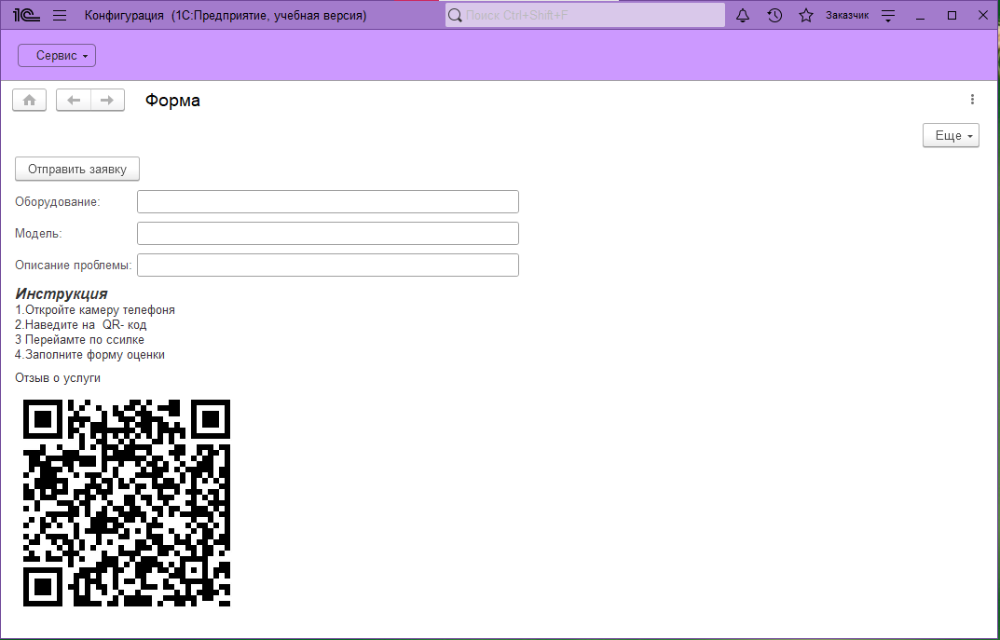 1С Конфигурация (1С:Предприятие, учебная версия) Поиск Ctrl+Shift+F Заказчик
Сервис
Форма
Еще
Отправить заявку
Оборудование:
Модель:
Описание проблемы:
Инструкция
1.Откройте камеру телефоня
2.Наведите на QR- код
3 Перейамте по ссилке
4.Заполните форму оценки
Отзыв о услуги